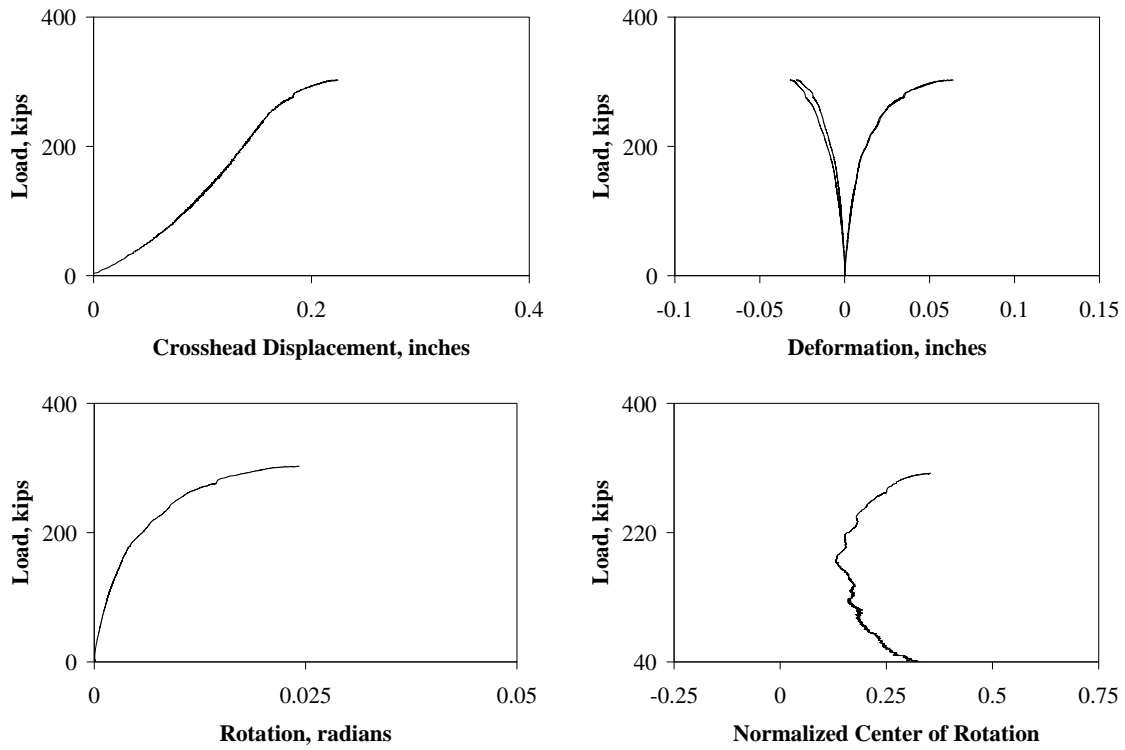 400
200
0
0 0.2 0.4
Load, kips
Crosshead Displacement, inches
400
200
0
-0.1 -0.05 0 0.05 0.1 0.15
Load, kips
Deformation, inches
400
200
0
0 0.025 0.05
Load, kips
Rotation, radians
400
220
40
-0.25 0 0.25 0.5 0.75
Load, kips
Normalized Center of Rotation